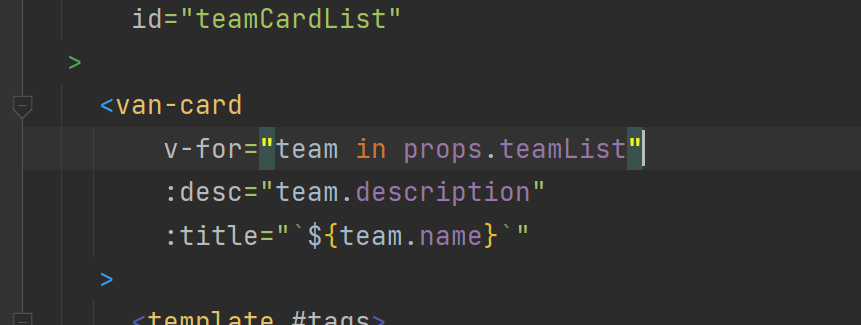 id="teamCardList"
>
<van-card
v-for="team in props.teamList"
:desc="team.description"
:title="`${team.name}`"
>
<template #tags>